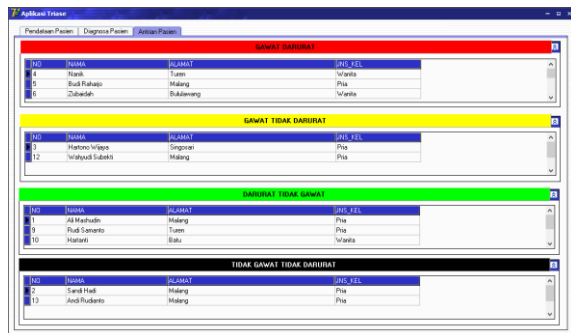 Aplikasi Triase
Pendataan Pasien Diagnosa Pasien Antrian Pasien
GAWAT DARURAT
NO NAMA ALAMAT JNS_KEL
4 Nanik Turen Wanita
5 Budi Raharjo Malang Pria
6 Zubaidah Bululawang Wanita
GAWAT TIDAK DARURAT
NO NAMA ALAMAT JNS_KEL
3 Hartono Wijaya Singosari Pria
12 Wahyudi Subekti Malang Pria
DARURAT TIDAK GAWAT
NO NAMA ALAMAT JNS_KEL
1 Ali Mashudin Malang Pria
9 Rudi Samanto Turen Pria
10 Hartanti Batu Wanita
TIDAK GAWAT TIDAK DARURAT
NO NAMA ALAMAT JNS_KEL
2 Sandi Hadi Malang Pria
13 Andi Rudianto Malang Pria